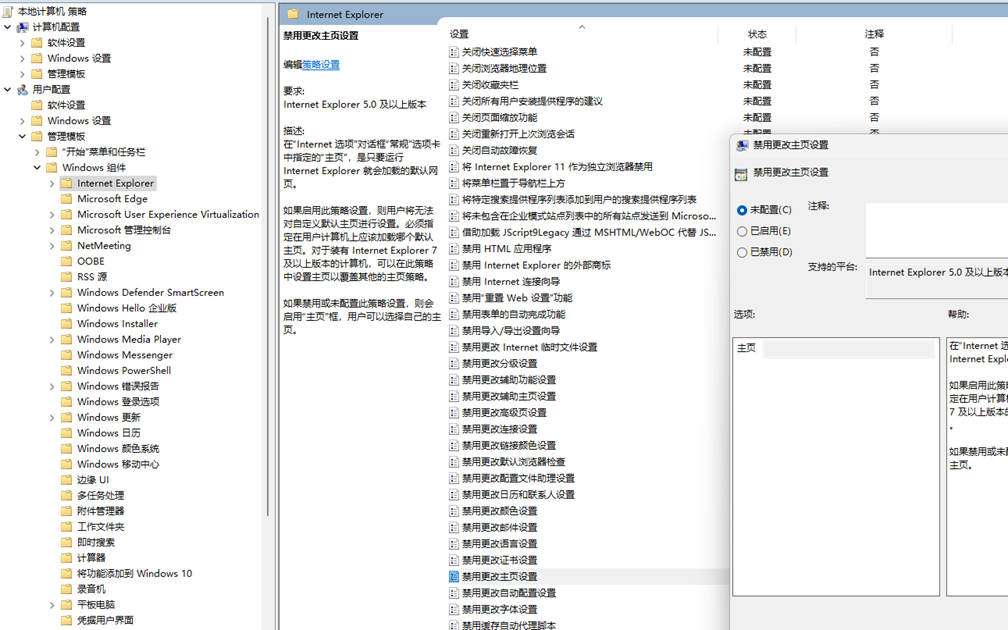 本地计算机 策略
计算机配置
软件设置
Windows 设置
管理模板
用户配置
软件设置
Windows 设置
管理模板
"开始"菜单和任务栏
Windows 组件
Internet Explorer
Microsoft Edge
Microsoft User Experience Virtualization
Microsoft 管理控制台
NetMeeting
OOBE
RSS 源
Windows Defender SmartScreen
Windows Hello 企业版
Windows Installer
Windows Media Player
Windows Messenger
Windows PowerShell
Windows 错误报告
Windows 登录选项
Windows 更新
Windows 日历
Windows 颜色系统
Windows 移动中心
边缘 UI
多任务处理
附件管理器
工作文件夹
即时搜索
计算器
将功能添加到 Windows 10
录音机
平板电脑
凭据用户界面
Internet Explorer
禁用更改主页设置
编辑策略设置
要求:
Internet Explorer 5.0 及以上版本
描述:
在"Internet 选项"对话框"常规"选项卡
中指定的"主页"，是只要运行
Internet Explorer 就会加载的默认网
页。
如果启用此策略设置，则用户将无法
对自定义默认主页进行设置。必须指
定在用户计算机上应该加载哪个默认
主页。对于装有 Internet Explorer 7
及以上版本的计算机，可以在此策略
中设置主页以覆盖其他的主页策略。
如果禁用或未配置此策略设置，则会
启用"主页"框，用户可以选择自己的主
页。
设置 状态 注释
关闭快速选择菜单 未配置 否
关闭浏览器地理位置 未配置 否
关闭收藏夹栏 未配置 否
关闭所有用户安装提供程序的建议 未配置 否
关闭页面缩放功能 未配置 否
关闭重新打开上次浏览会话 未配置 否
关闭自动故障恢复
将 Internet Explorer 11 作为独立浏览器禁用
将菜单栏置于导航栏上方
将特定搜索提供程序列表添加到用户的搜索提供程序列表
将未包含在企业模式站点列表中的所有站点发送到 Microso...
借助加载 JScript9Legacy 通过 MSHTML/WebOC 代替 JS...
禁用 HTML 应用程序
禁用 Internet Explorer 的外部商标
禁用 Internet 连接向导
禁用"重置 Web 设置"功能
禁用表单的自动完成功能
禁用导入/导出设置向导
禁用更改 Internet 临时文件设置
禁用更改分级设置
禁用更改辅助功能设置
禁用更改辅助主页设置
禁用更改高级页设置
禁用更改连接设置
禁用更改链接颜色设置
禁用更改默认浏览器检查
禁用更改配置文件助理设置
禁用更改日历和联系人设置
禁用更改颜色设置
禁用更改邮件设置
禁用更改语言设置
禁用更改证书设置
禁用更改主页设置
禁用更改自动配置设置
禁用更改字体设置
禁用缓存自动代理脚本
禁用更改主页设置
禁用更改主页设置
未配置(C) 注释:
已启用(E)
已禁用(D)
支持的平台: Internet Explorer 5.0 及以上版本
选项: 帮助:
主页
在"Internet 选
Internet Explo
如果启用此策略
定在用户计算机
7 及以上版本的
。
如果禁用或未配
主页。